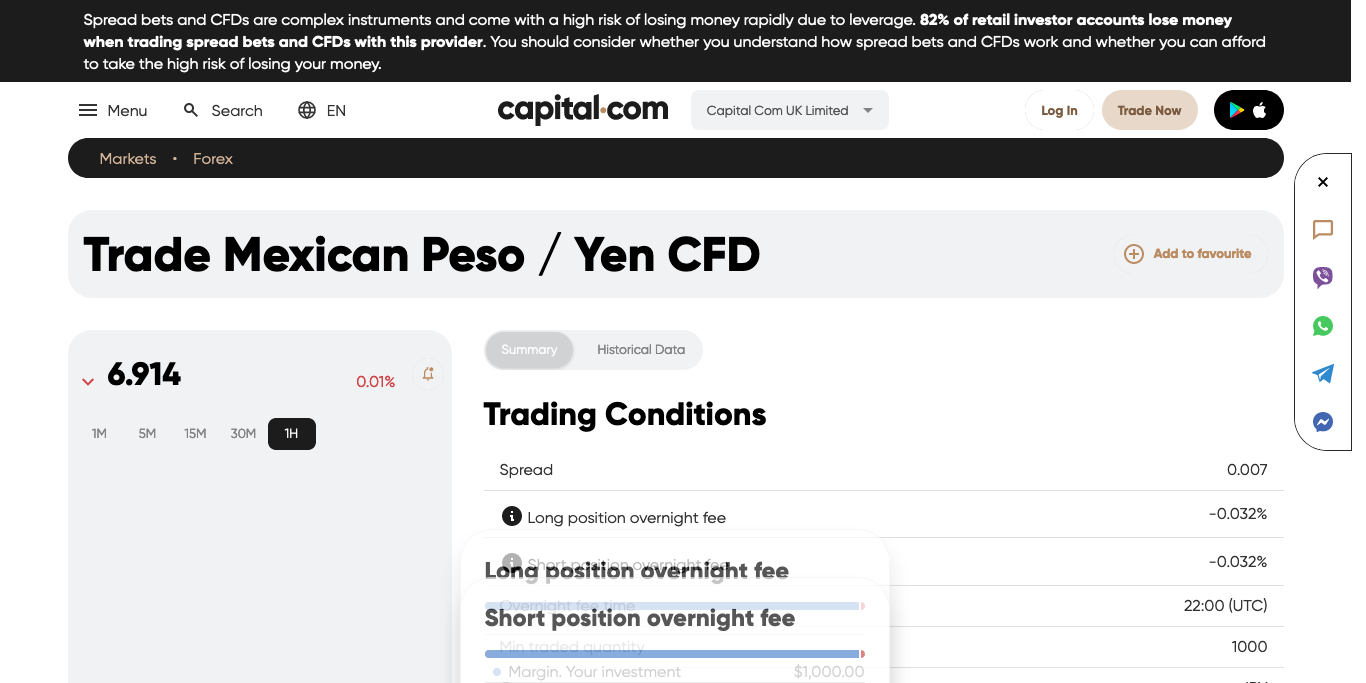 Spread bets and CFDs are complex instruments and come with a high risk of losing money rapidly due to leverage. 82% of retail investor accounts lose money
when trading spread bets and CFDs with this provider. You should consider whether you understand how spread bets and CFDs work and whether you can afford
to take the high risk of losing your money.
Menu Search EN capital.com Capital Com UK Limited Log In Trade Now
Markets • Forex
Trade Mexican Peso / Yen CFD
Add to favourite
6.914 0.01%
1M 5M 15M 30M 1H
Summary Historical Data
Trading Conditions
Spread 0.007
Long position overnight fee -0.032%
Short position overnight fee -0.032%
Long position overnight fee
Overnight fee time 22:00 (UTC)
Short position overnight fee
Min traded quantity 1000
Margin. Your investment $1,000.00